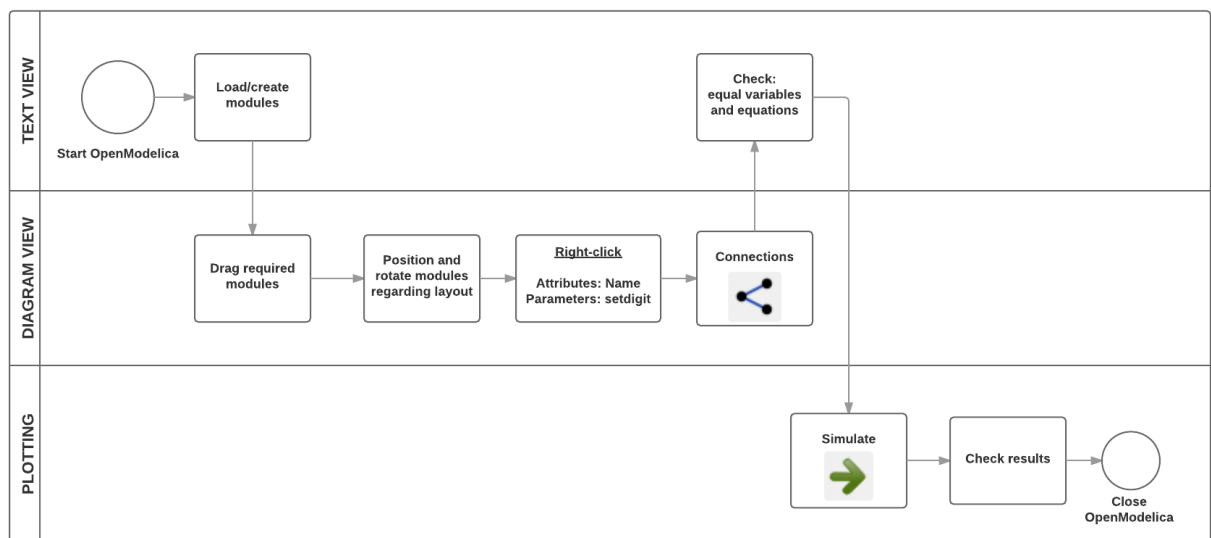 TEXT VIEW
Start OpenModelica
Load/create
modules
Check:
equal variables
and equations
DIAGRAM VIEW
Drag required
modules
Position and
rotate modules
regarding layout
Right-click
Attributes: Name
Parameters: setdigit
Connections
PLOTTING
Simulate
Check results
Close
OpenModelica